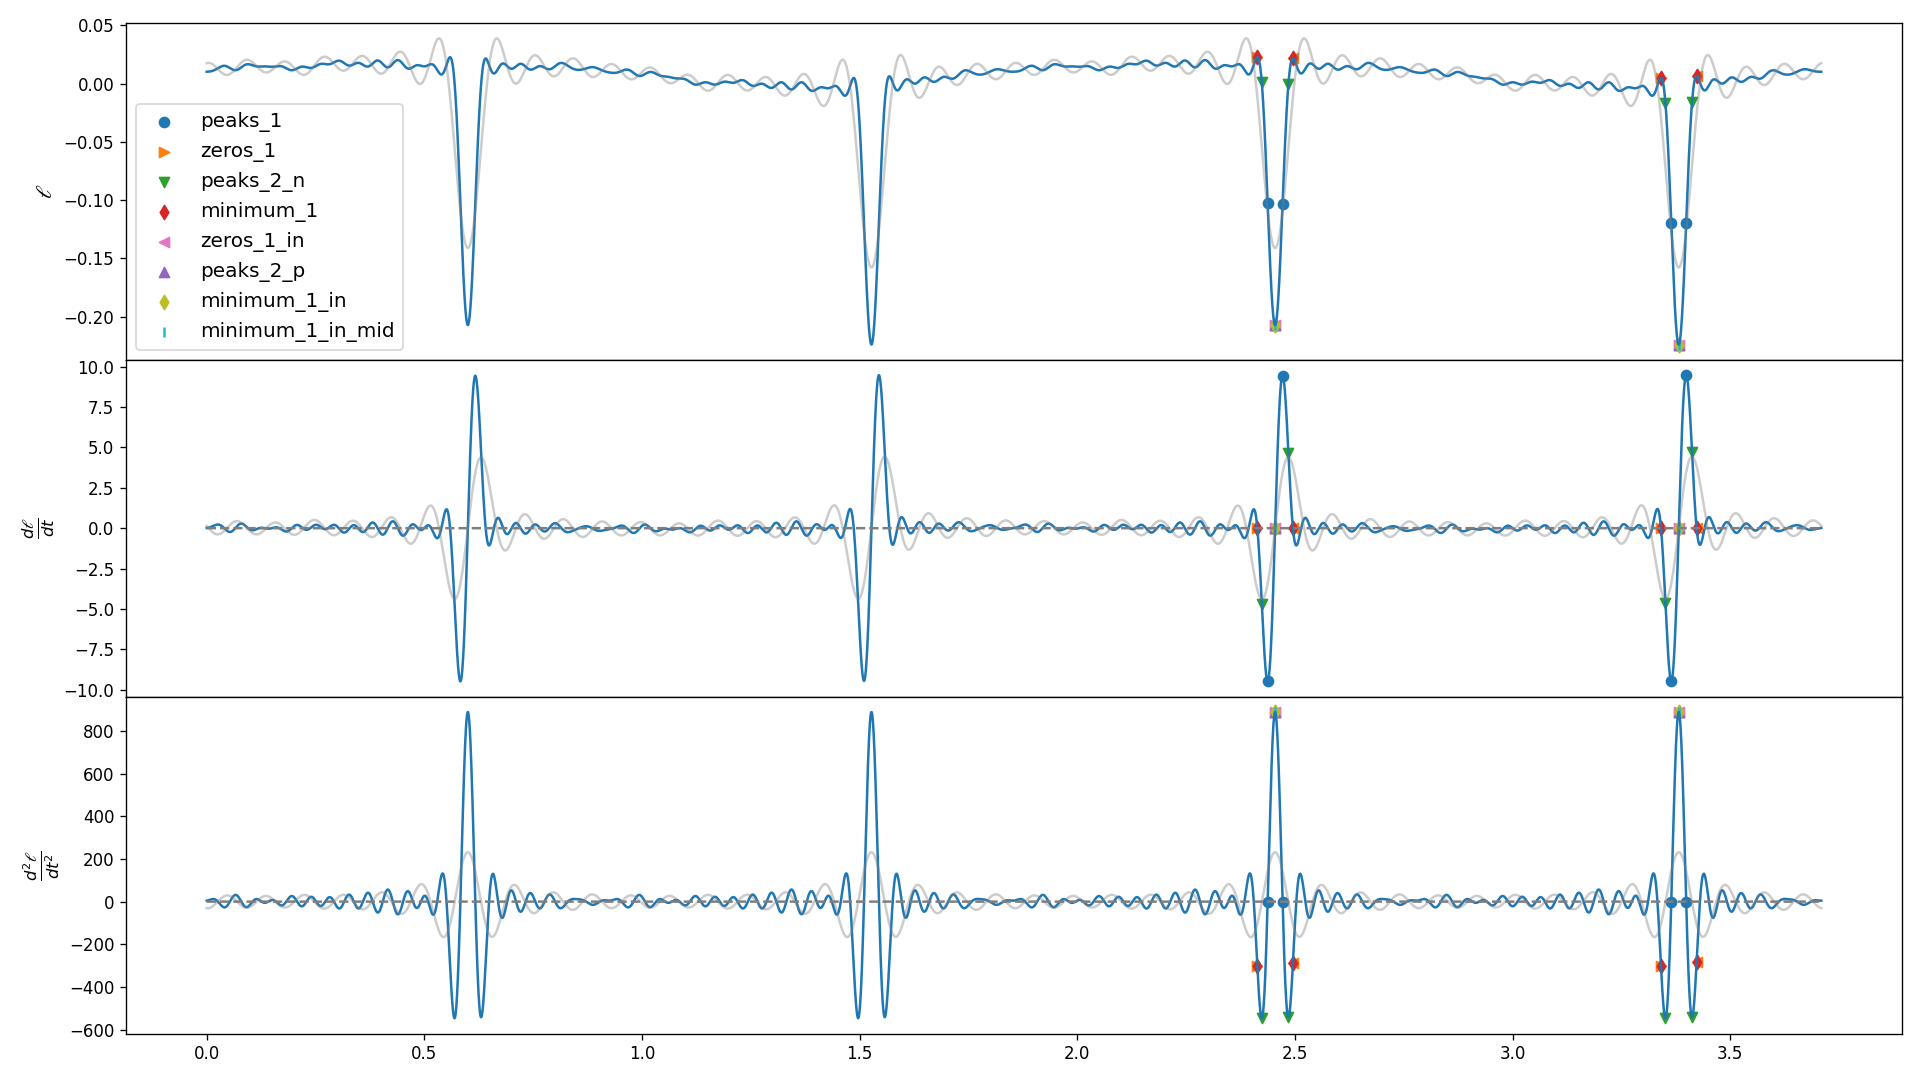 0.05
0.00
−0.05
−0.10
−0.15
−0.20
ℓ
peaks_1
zeros_1
peaks_2_n
minimum_1
zeros_1_in
peaks_2_p
minimum_1_in
minimum_1_in_mid
10.0
7.5
5.0
2.5
0.0
−2.5
−5.0
−7.5
−10.0
dℓ
dt
800
600
400
200
0
−200
−400
−600
d²ℓ
dt²
0.0 0.5 1.0 1.5 2.0 2.5 3.0 3.5